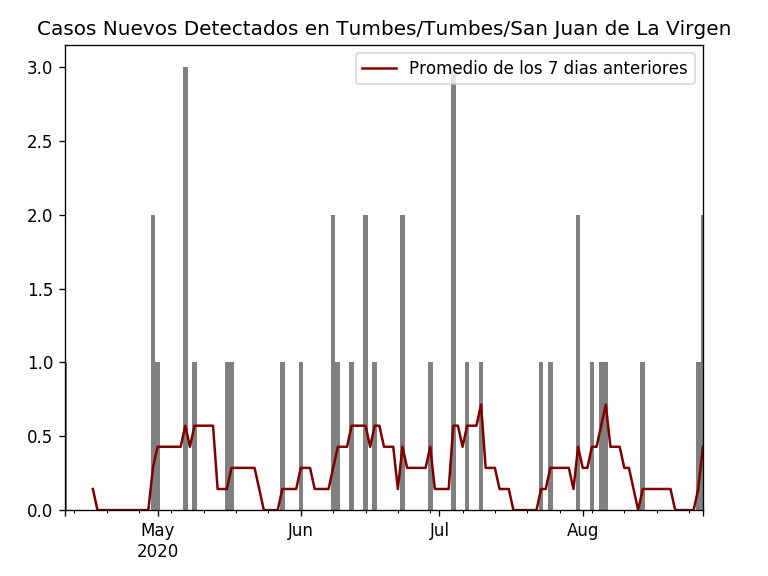 Casos Nuevos Detectados en Tumbes/Tumbes/San Juan de La Virgen
Promedio de los 7 dias anteriores
3.0
2.5
2.0
1.5
1.0
0.5
0.0
May Jun Jul Aug
2020